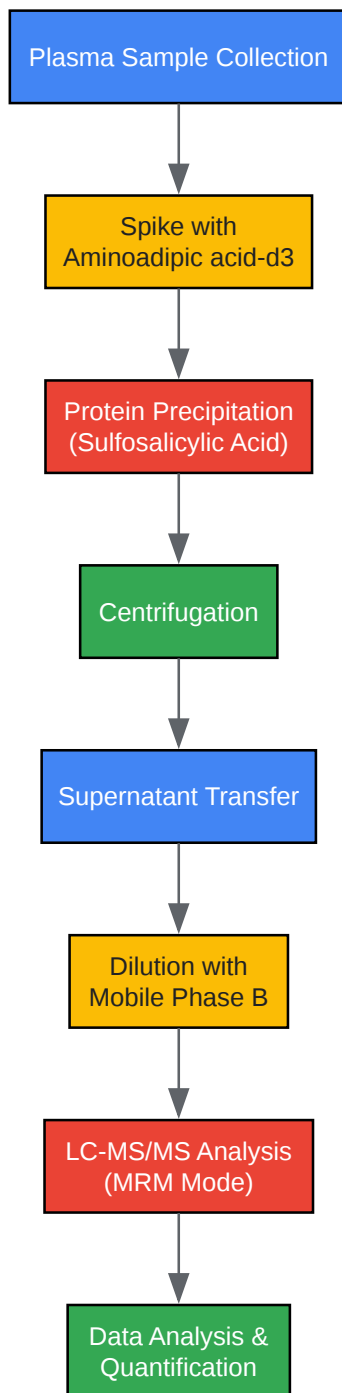 Plasma Sample Collection
Spike with
Aminoadipic acid-d3
Protein Precipitation
(Sulfosalicylic Acid)
Centrifugation
Supernatant Transfer
Dilution with
Mobile Phase B
LC-MS/MS Analysis
(MRM Mode)
Data Analysis &
Quantification